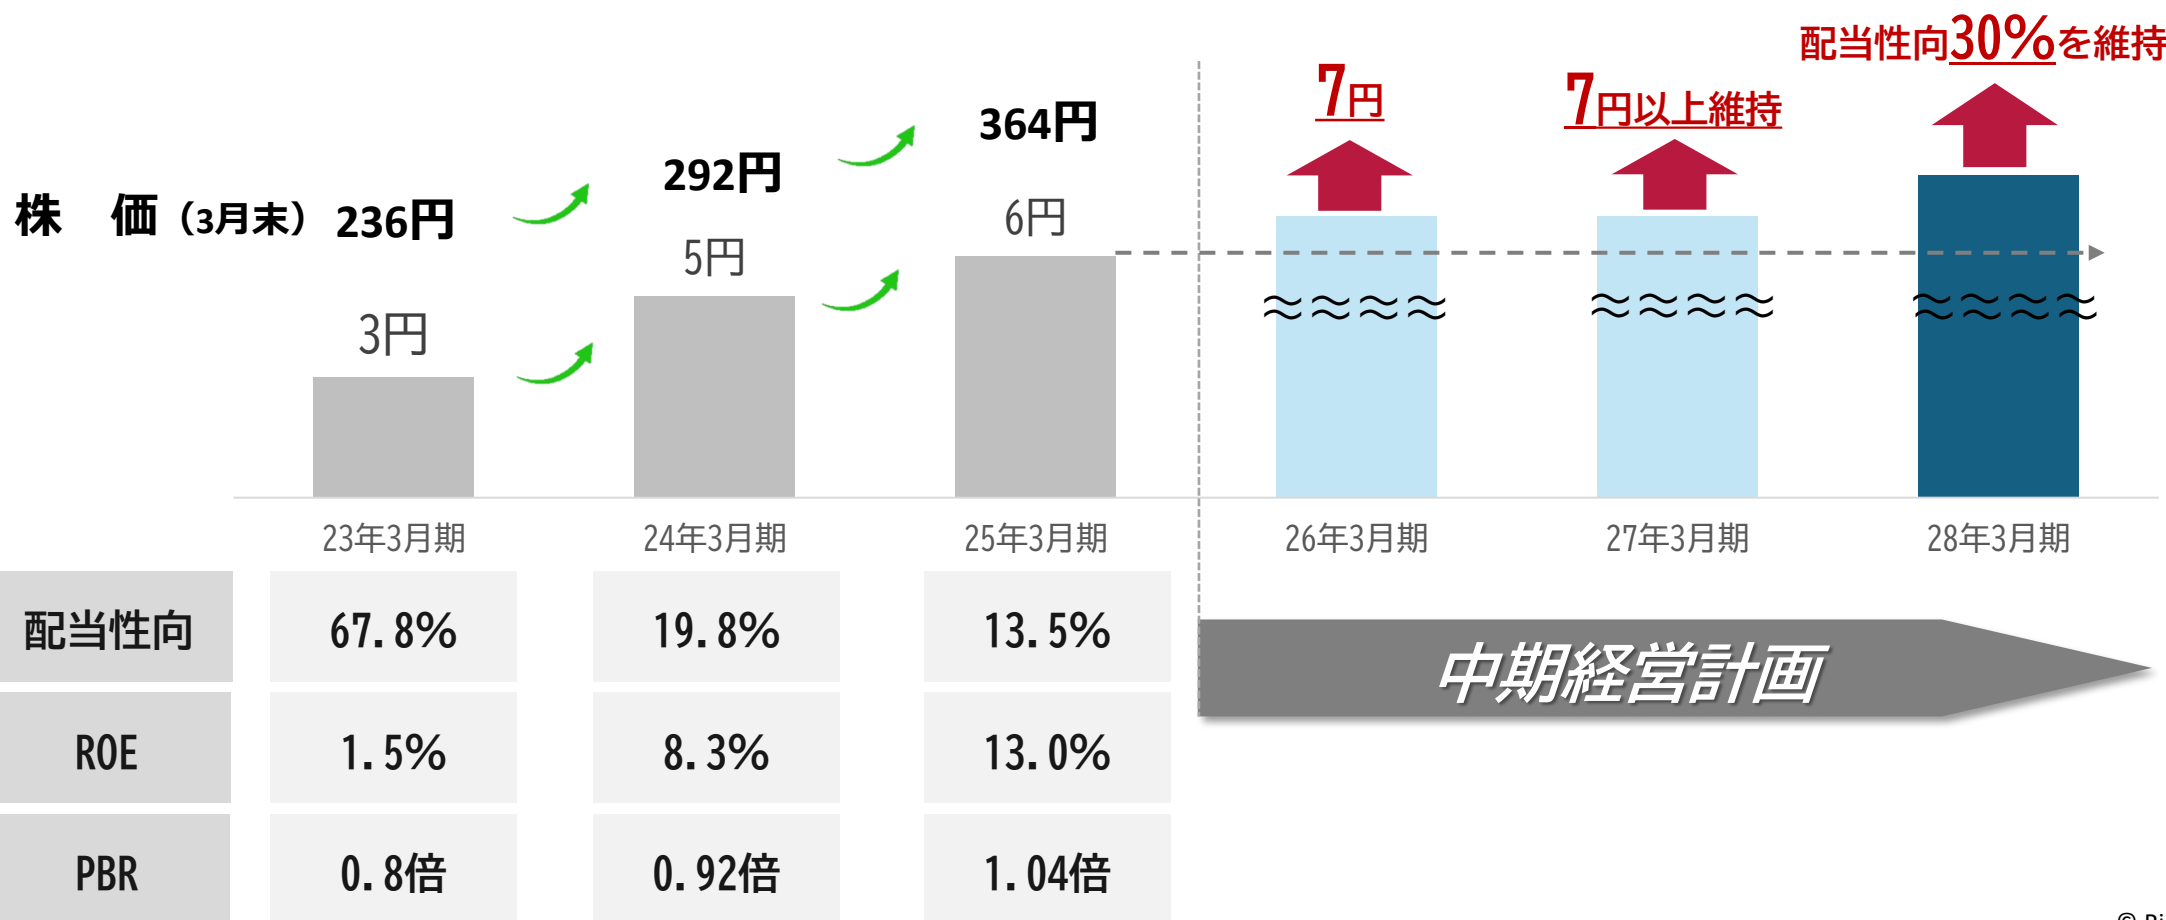 配当性向30%を維持
7円
7円以上維持
364円
292円
株　価（3月末） 236円
6円
5円
3円
23年3月期 24年3月期 25年3月期 26年3月期 27年3月期 28年3月期
配当性向 67.8% 19.8% 13.5%
中期経営計画
ROE 1.5% 8.3% 13.0%
PBR 0.8倍 0.92倍 1.04倍